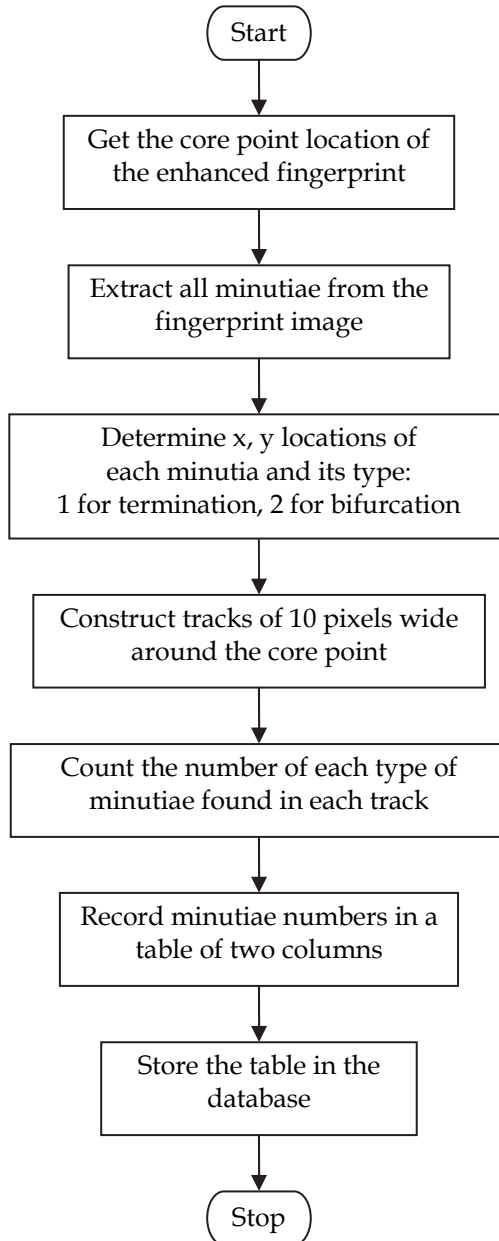 Start
Get the core point location of
the enhanced fingerprint
Extract all minutiae from the
fingerprint image
Determine x, y locations of
each minutia and its type:
1 for termination, 2 for bifurcation
Construct tracks of 10 pixels wide
around the core point
Count the number of each type of
minutiae found in each track
Record minutiae numbers in a
table of two columns
Store the table in the
database
Stop